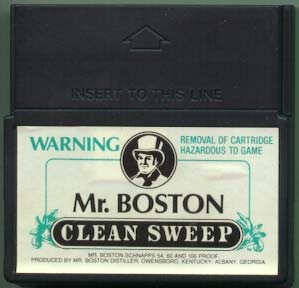 INSERT TO THIS LINE
WARNING
REMOVAL OF CARTRIDGE
HAZARDOUS TO GAME
Mr. BOSTON
CLEAN SWEEP
MR. BOSTON SCHNAPPS 54, 60 AND 100 PROOF.
PRODUCED BY MR. BOSTON DISTILLER, OWENSBORO, KENTUCKY: ALBANY, GEORGIA